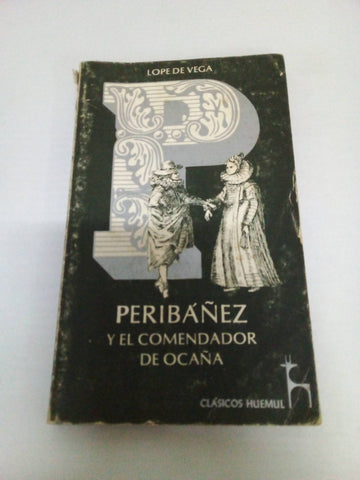 LOPE DE VEGA
P
PERIBÁÑEZ
Y EL COMENDADOR
DE OCAÑA
CLÁSICOS HUEMUL